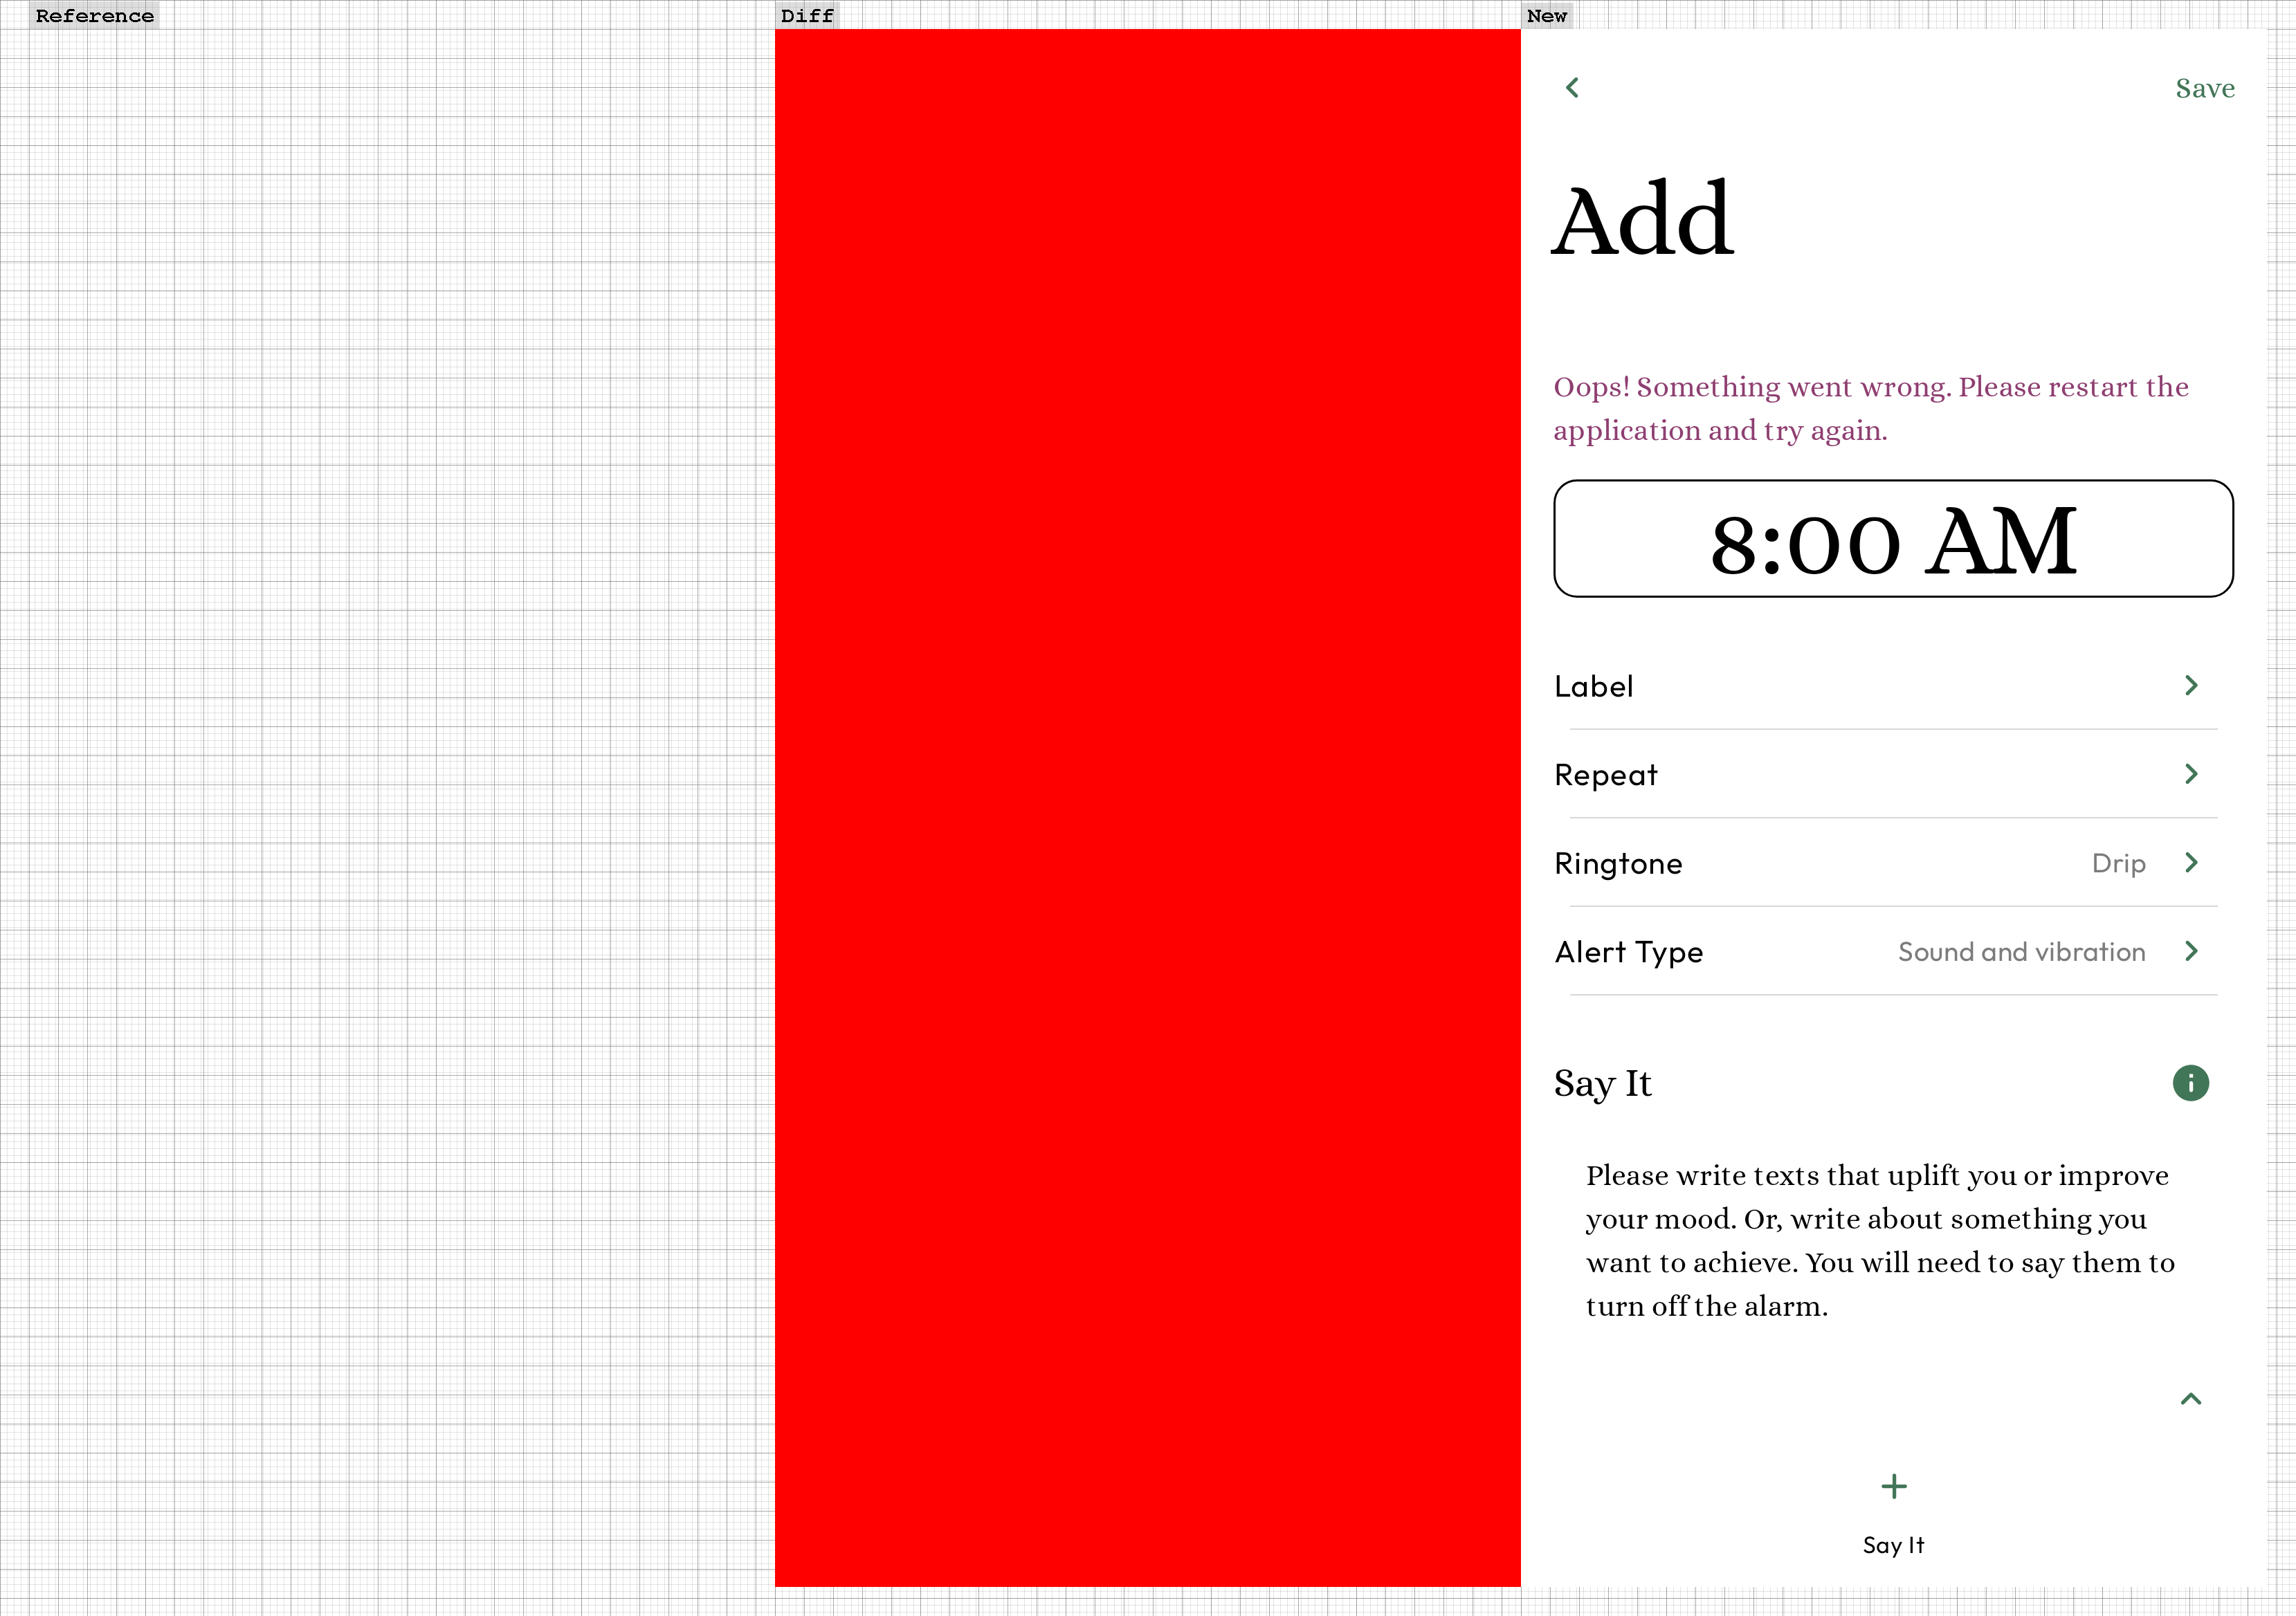 Reference
Diff
New
Save
Add
Oops! Something went wrong. Please restart the
application and try again.
8:00 AM
Label
Repeat
Ringtone Drip
Alert Type Sound and vibration
Say It
Please write texts that uplift you or improve
your mood. Or, write about something you
want to achieve. You will need to say them to
turn off the alarm.
Say It